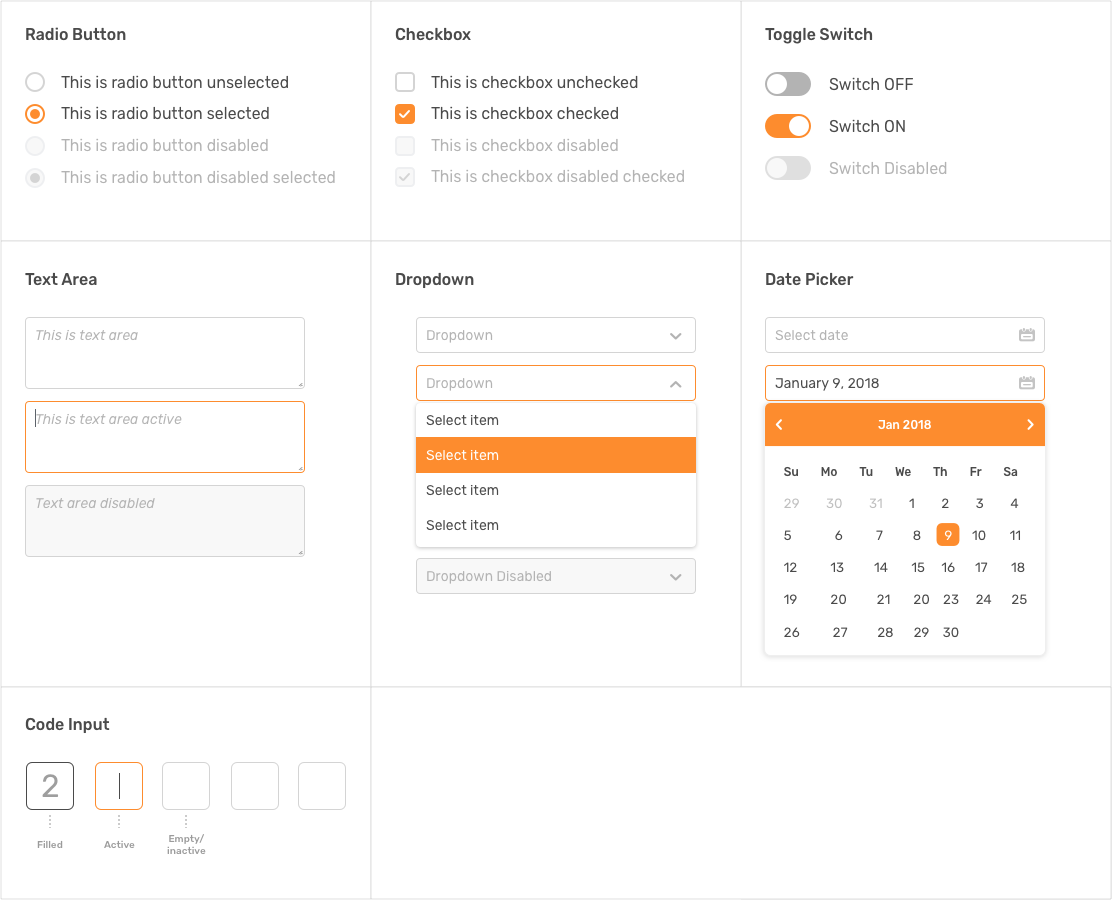 Radio Button
This is radio button unselected
This is radio button selected
This is radio button disabled
This is radio button disabled selected
Checkbox
This is checkbox unchecked
This is checkbox checked
This is checkbox disabled
This is checkbox disabled checked
Toggle Switch
Switch OFF
Switch ON
Switch Disabled
Text Area
This is text area
This is text area active
Text area disabled
Dropdown
Dropdown
Dropdown
Select item
Select item
Select item
Select item
Dropdown Disabled
Date Picker
Select date
January 9, 2018
Jan 2018
Su Mo Tu We Th Fr Sa
29 30 31 1 2 3 4
5 6 7 8 9 10 11
12 13 14 15 16 17 18
19 20 21 20 23 24 25
26 27 28 29 30
Code Input
2
Filled
Active
Empty/
inactive